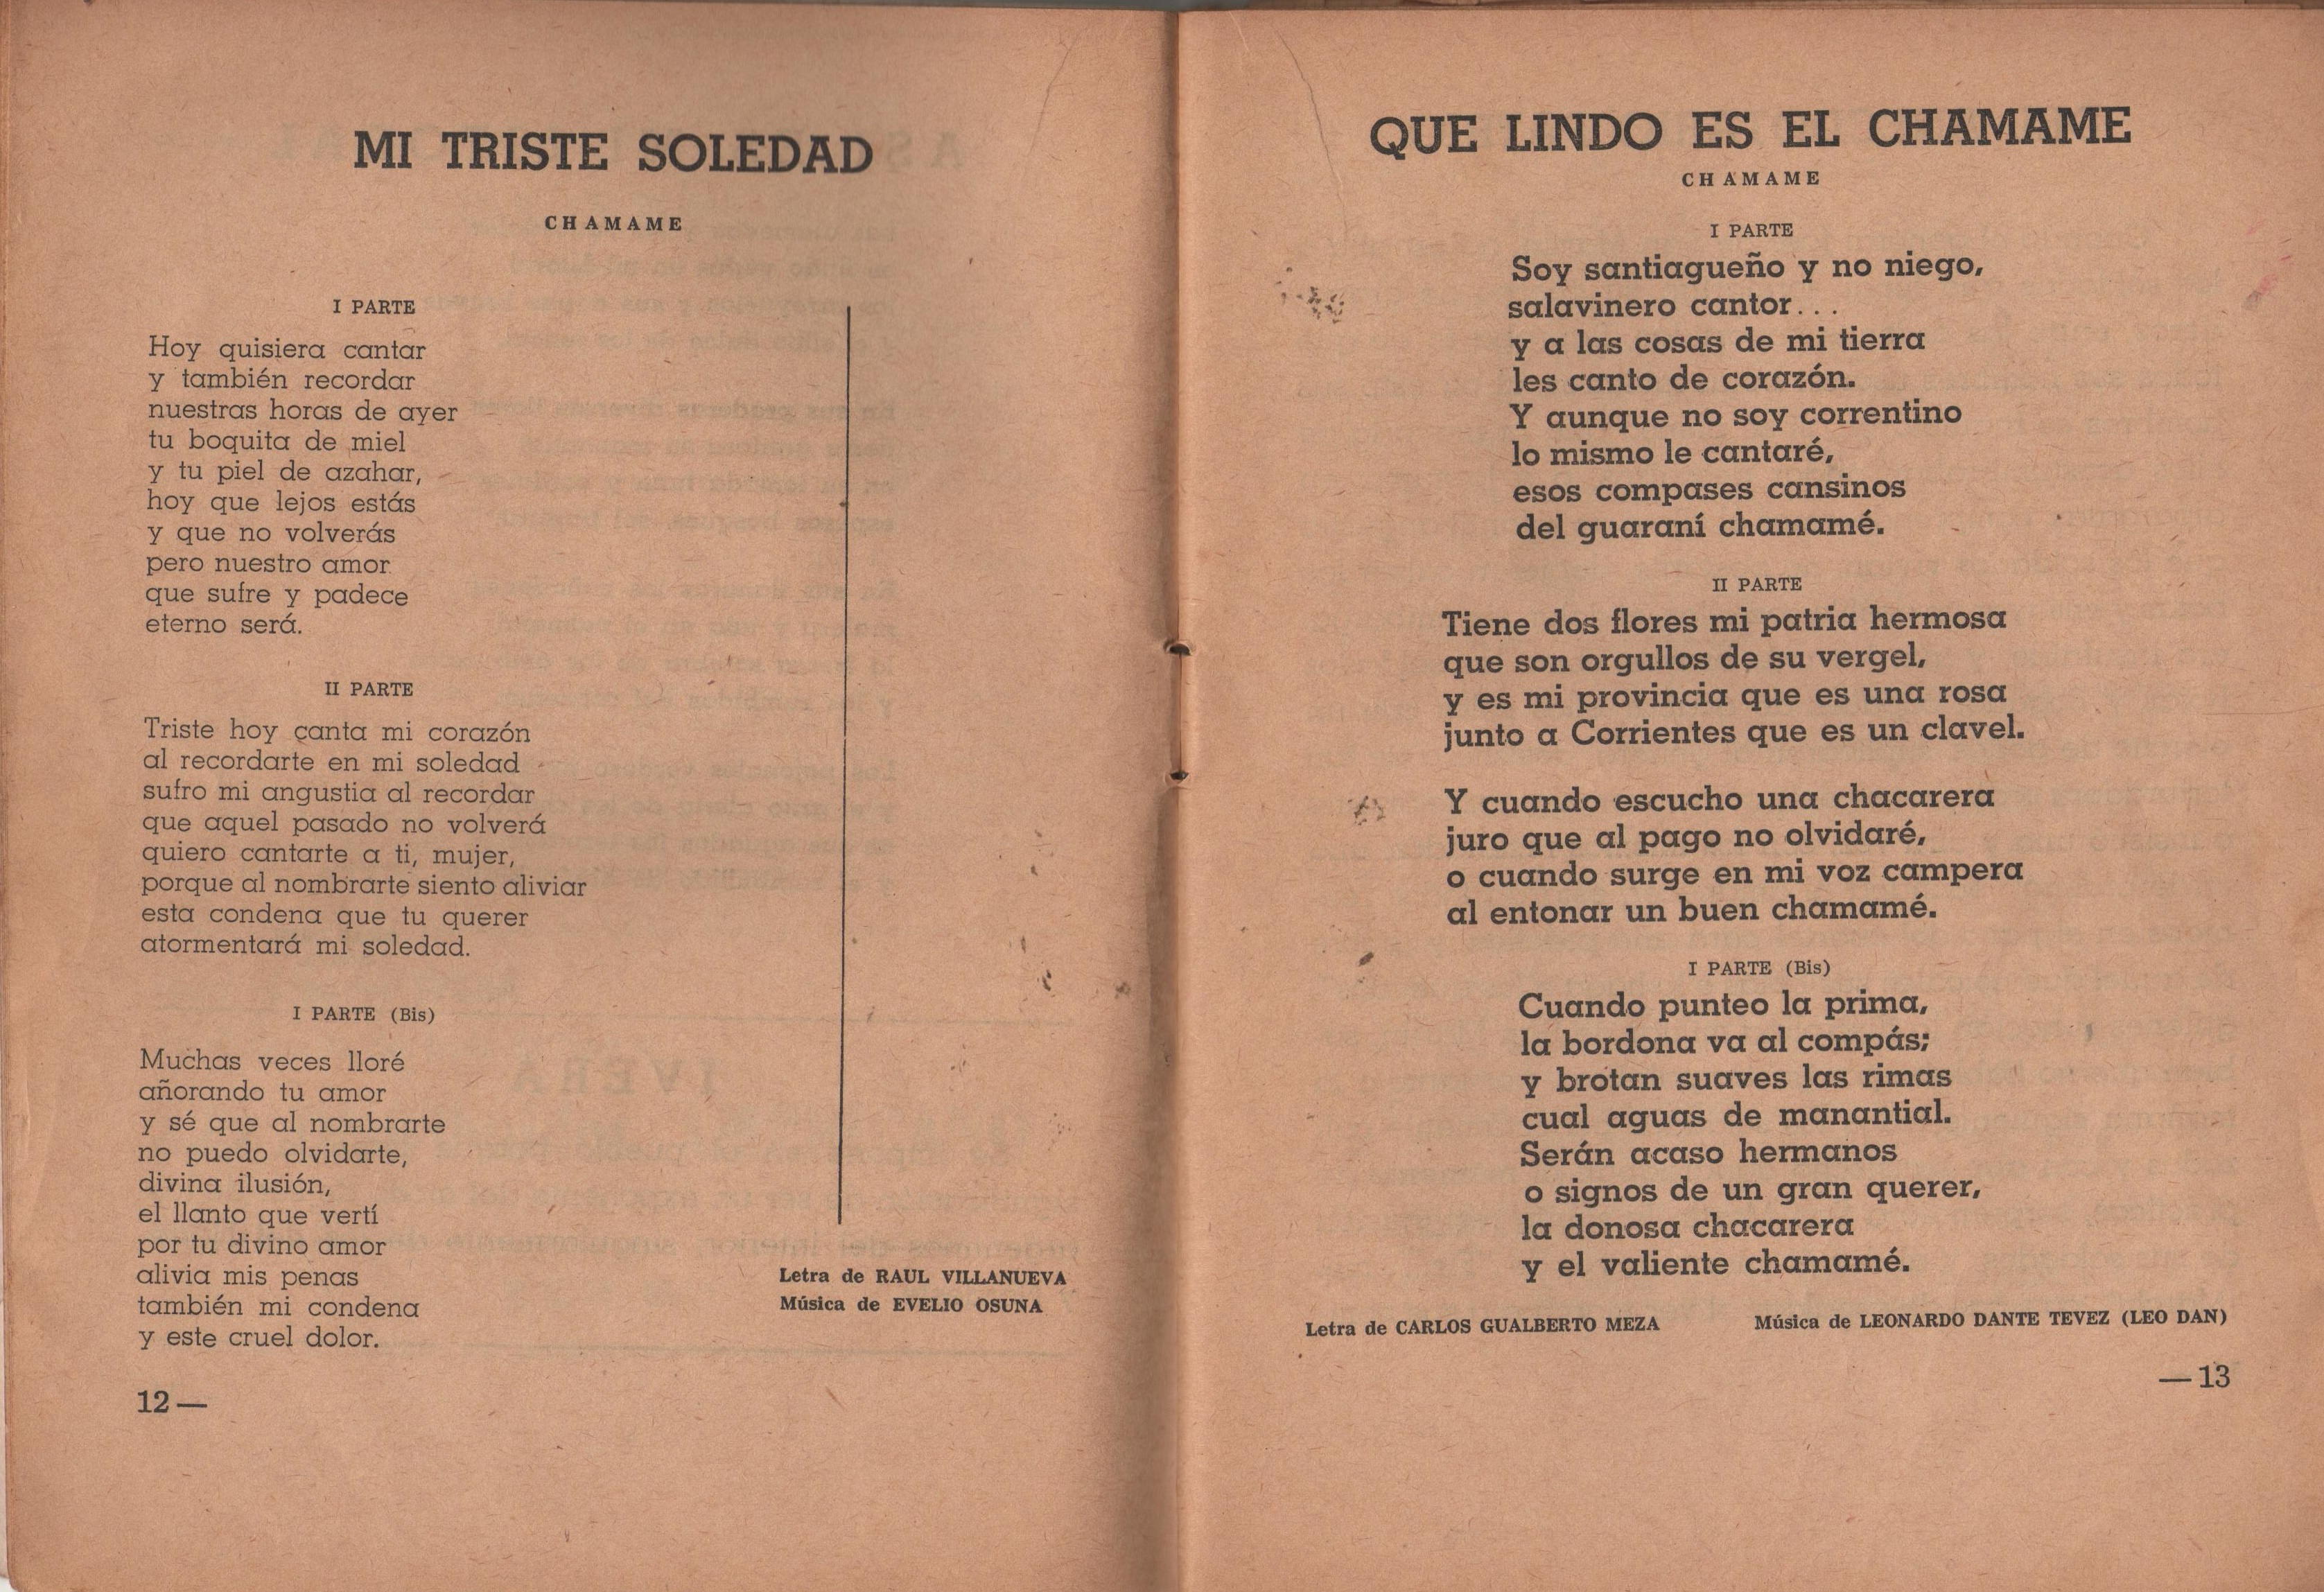 MI TRISTE SOLEDAD
CHAMAME
I PARTE
Hoy quisiera cantar
y también recordar
nuestras horas de ayer
tu boquita de miel
y tu piel de azahar,
hoy que lejos estás
y que no volverás
pero nuestro amor
que sufre y padece
eterno será.
II PARTE
Triste hoy canta mi corazón
al recordarte en mi soledad
sufro mi angustia al recordar
que aquel pasado no volverá
quiero cantarte a ti, mujer,
porque al nombrarte siento aliviar
esta condena que tu querer
atormentará mi soledad.
I PARTE (Bis)
Muchas veces lloré
añorando tu amor
y sé que al nombrarte
no puedo olvidarte,
divina ilusión,
el llanto que vertí
por tu divino amor
alivia mis penas
también mi condena
y este cruel dolor.
Letra de RAUL VILLANUEVA
Música de EVELIO OSUNA
12 —
QUE LINDO ES EL CHAMAME
CHAMAME
I PARTE
Soy santiagueño y no niego,
salavinero cantor...
y a las cosas de mi tierra
les canto de corazón.
Y aunque no soy correntino
lo mismo le cantaré,
esos compases cansinos
del guaraní chamamé.
II PARTE
Tiene dos flores mi patria hermosa
que son orgullos de su vergel,
y es mi provincia que es una rosa
junto a Corrientes que es un clavel.
Y cuando escucho una chacarera
juro que al pago no olvidaré,
o cuando surge en mi voz campera
al entonar un buen chamamé.
I PARTE (Bis)
Cuando punteo la prima,
la bordona va al compás;
y brotan suaves las rimas
cual aguas de manantial.
Serán acaso hermanos
o signos de un gran querer,
la donosa chacarera
y el valiente chamamé.
Letra de CARLOS GUALBERTO MEZA Música de LEONARDO DANTE TEVEZ (LEO DAN)
— 13